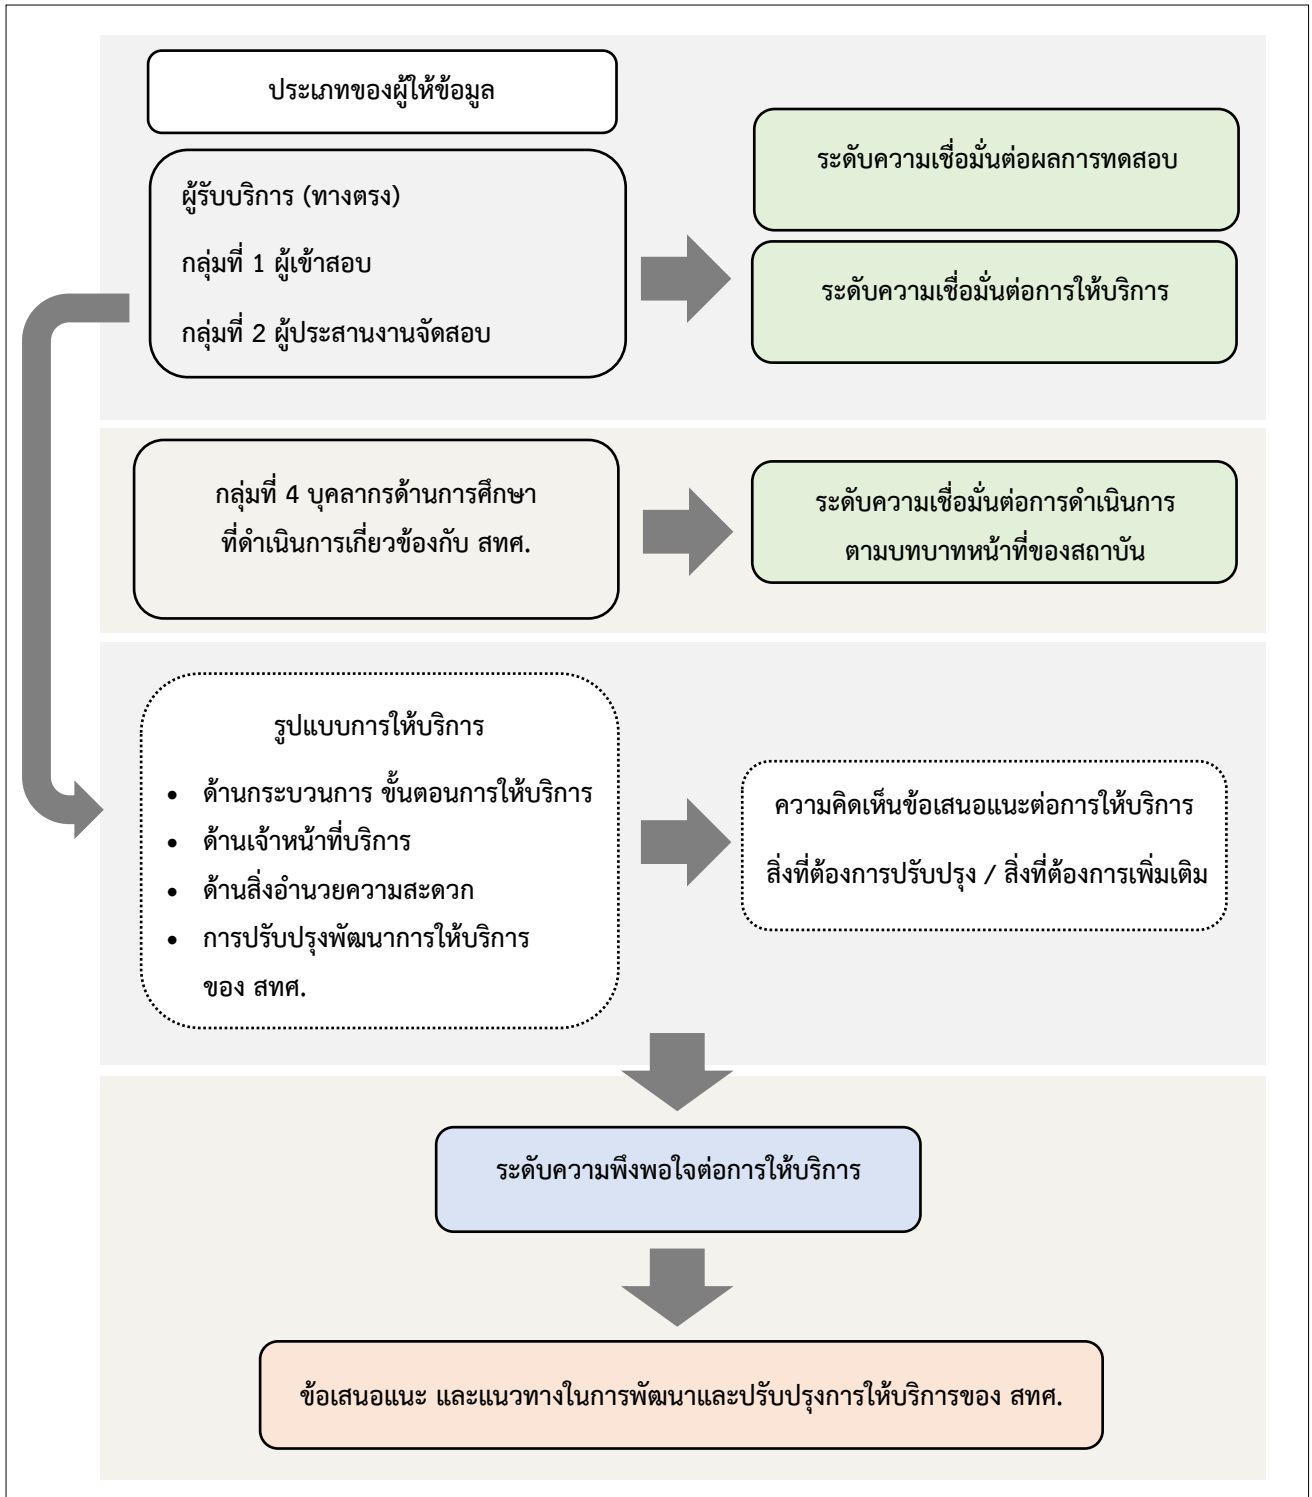 ประเภทของผู้ให้ข้อมูล
ผู้รับบริการ (ทางตรง)
กลุ่มที่ 1 ผู้เข้าสอบ
กลุ่มที่ 2 ผู้ประสานงานจัดสอบ
ระดับความเชื่อมั่นต่อผลการทดสอบ
ระดับความเชื่อมั่นต่อการให้บริการ
กลุ่มที่ 4 บุคลากรด้านการศึกษา
ที่ดำเนินการเกี่ยวข้องกับ สทศ.
ระดับความเชื่อมั่นต่อการดำเนินการ
ตามบทบาทหน้าที่ของสถาบัน
รูปแบบการให้บริการ
• ด้านกระบวนการ ขั้นตอนการให้บริการ
• ด้านเจ้าหน้าที่บริการ
• ด้านสิ่งอำนวยความสะดวก
• การปรับปรุงพัฒนาการให้บริการ
ของ สทศ.
ความคิดเห็นข้อเสนอแนะต่อการให้บริการ
สิ่งที่ต้องการปรับปรุง / สิ่งที่ต้องการเพิ่มเติม
ระดับความพึงพอใจต่อการให้บริการ
ข้อเสนอแนะ และแนวทางในการพัฒนาและปรับปรุงการให้บริการของ สทศ.